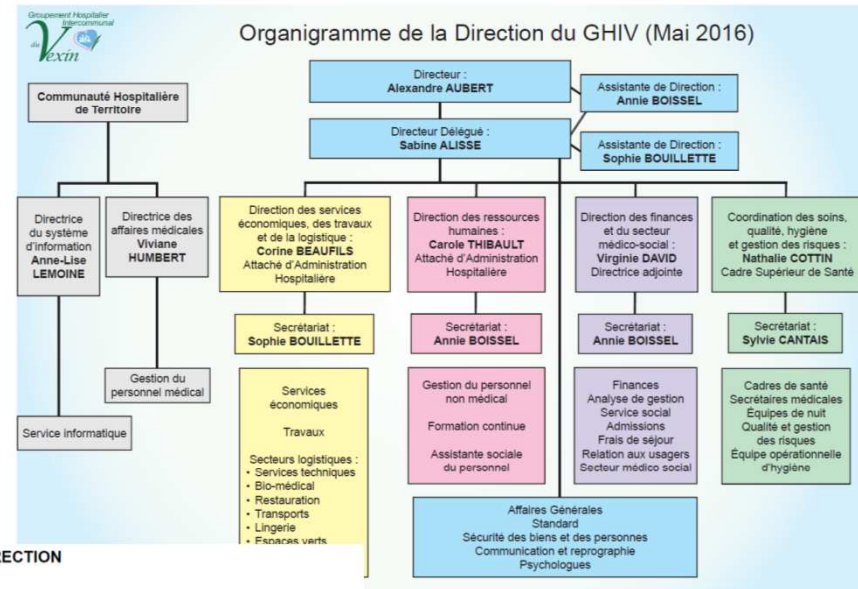 Groupement Hospitalier
Intercommunal
du Vexin
Organigramme de la Direction du GHIV (Mai 2016)
Directeur :
Alexandre AUBERT
Assistante de Direction :
Annie BOISSEL
Directeur Délégué :
Sabine ALISSE
Assistante de Direction :
Sophie BOUILLETTE
Communauté Hospitalière
de Territoire
Directrice
du système
d'information
Anne-Lise
LEMOINE
Directrice des
affaires médicales
Viviane
HUMBERT
Gestion du
personnel médical
Service informatique
Direction des services
économiques, des travaux
et de la logistique :
Corine BEAUFILS
Attaché d'Administration
Hospitalière
Secrétariat :
Sophie BOUILLETTE
Services
économiques
Travaux
Secteurs logistiques :
• Services techniques
• Bio-médical
• Restauration
• Transports
• Lingerie
• Espaces verts
Direction des ressources
humaines :
Carole THIBAULT
Attaché d'Administration
Hospitalière
Secrétariat :
Annie BOISSEL
Gestion du personnel
non médical
Formation continue
Assistante sociale
du personnel
Direction des finances
et du secteur
médico-social :
Virginie DAVID
Directrice adjointe
Secrétariat :
Annie BOISSEL
Finances
Analyse de gestion
Service social
Admissions
Frais de séjour
Relation aux usagers
Secteur médico social
Coordination des soins,
qualité, hygiène
et gestion des risques :
Nathalie COTTIN
Cadre Supérieur de Santé
Secrétariat :
Sylvie CANTAIS
Cadres de santé
Secrétaires médicales
Équipes de nuit
Qualité et gestion
des risques
Équipe opérationnelle
d'hygiène
Affaires Générales
Standard
Sécurité des biens et des personnes
Communication et reprographie
Psychologues
RECTION